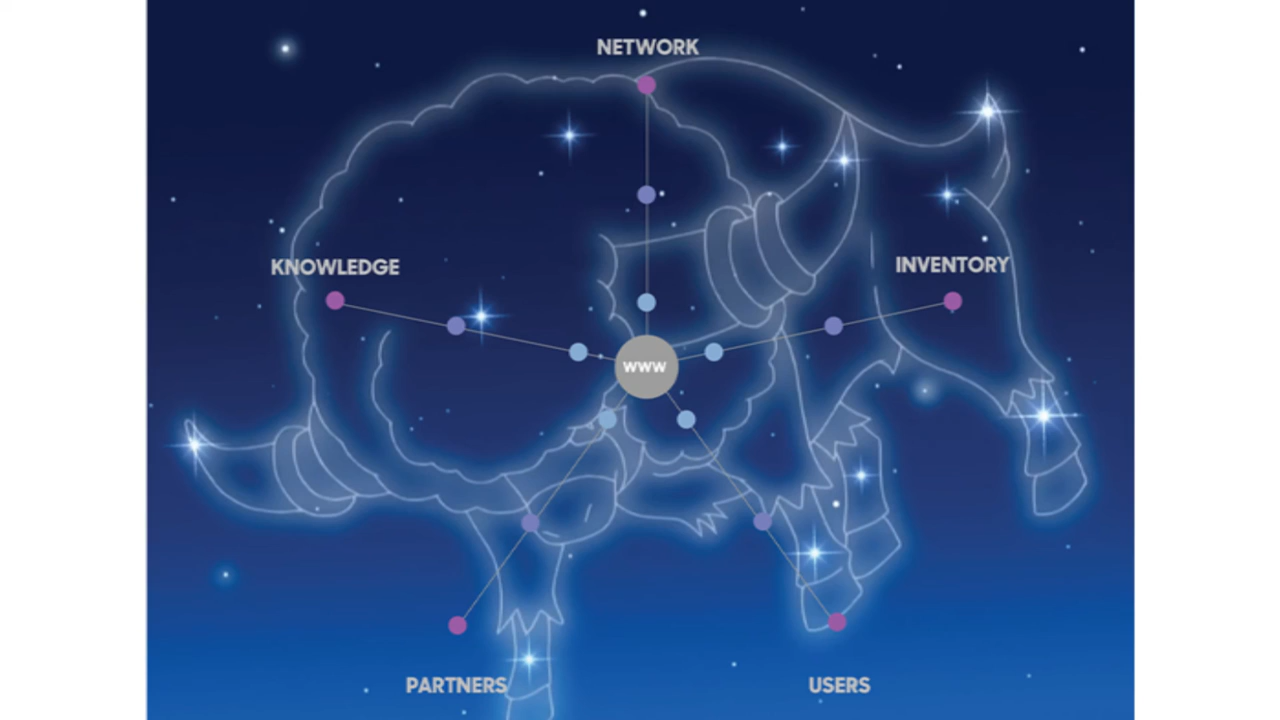 NETWORK
KNOWLEDGE
INVENTORY
WWW
PARTNERS
USERS